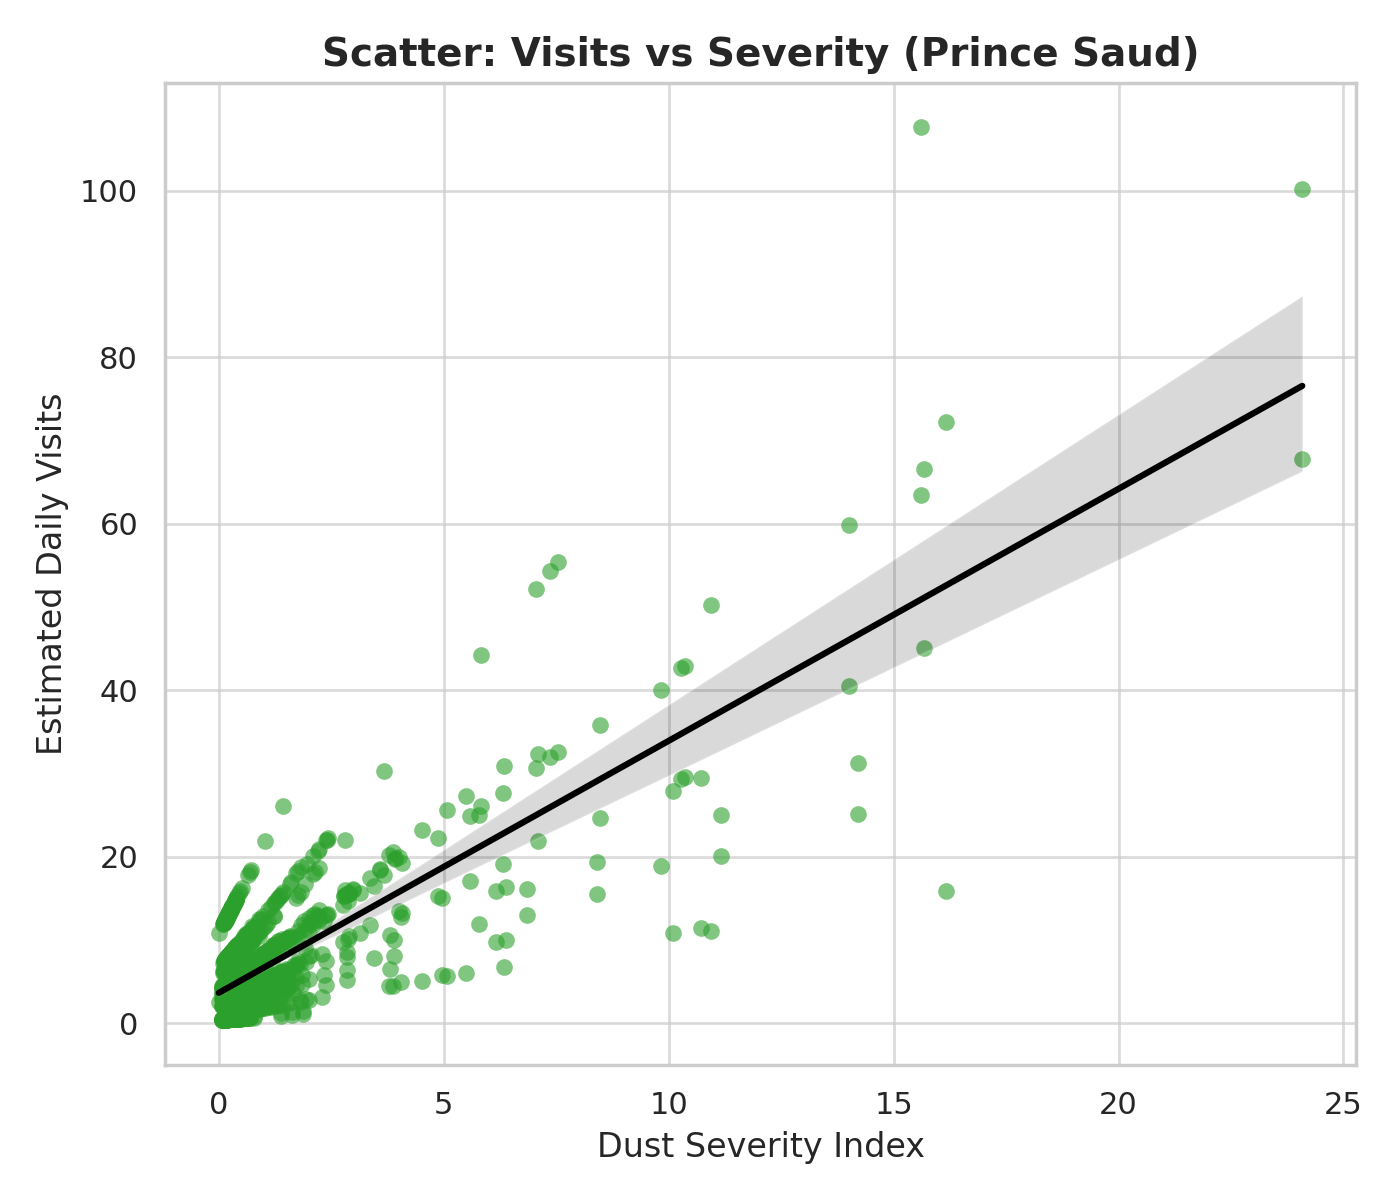 Scatter: Visits vs Severity (Prince Saud)
Estimated Daily Visits
100
80
60
40
20
0
0 5 10 15 20 25
Dust Severity Index